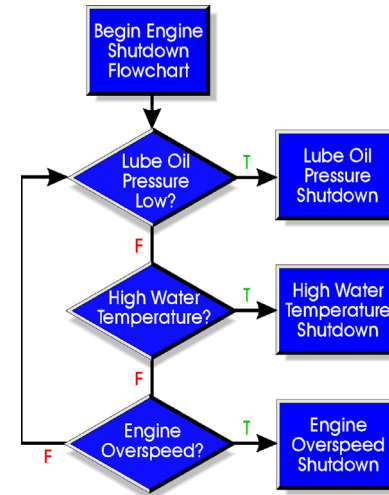 Begin Engine
Shutdown
Flowchart
Lube Oil
Pressure
Low?
T
Lube Oil
Pressure
Shutdown
F
High Water
Temperature?
T
High Water
Temperature
Shutdown
F
Engine
Overspeed?
T
Engine
Overspeed
Shutdown
F